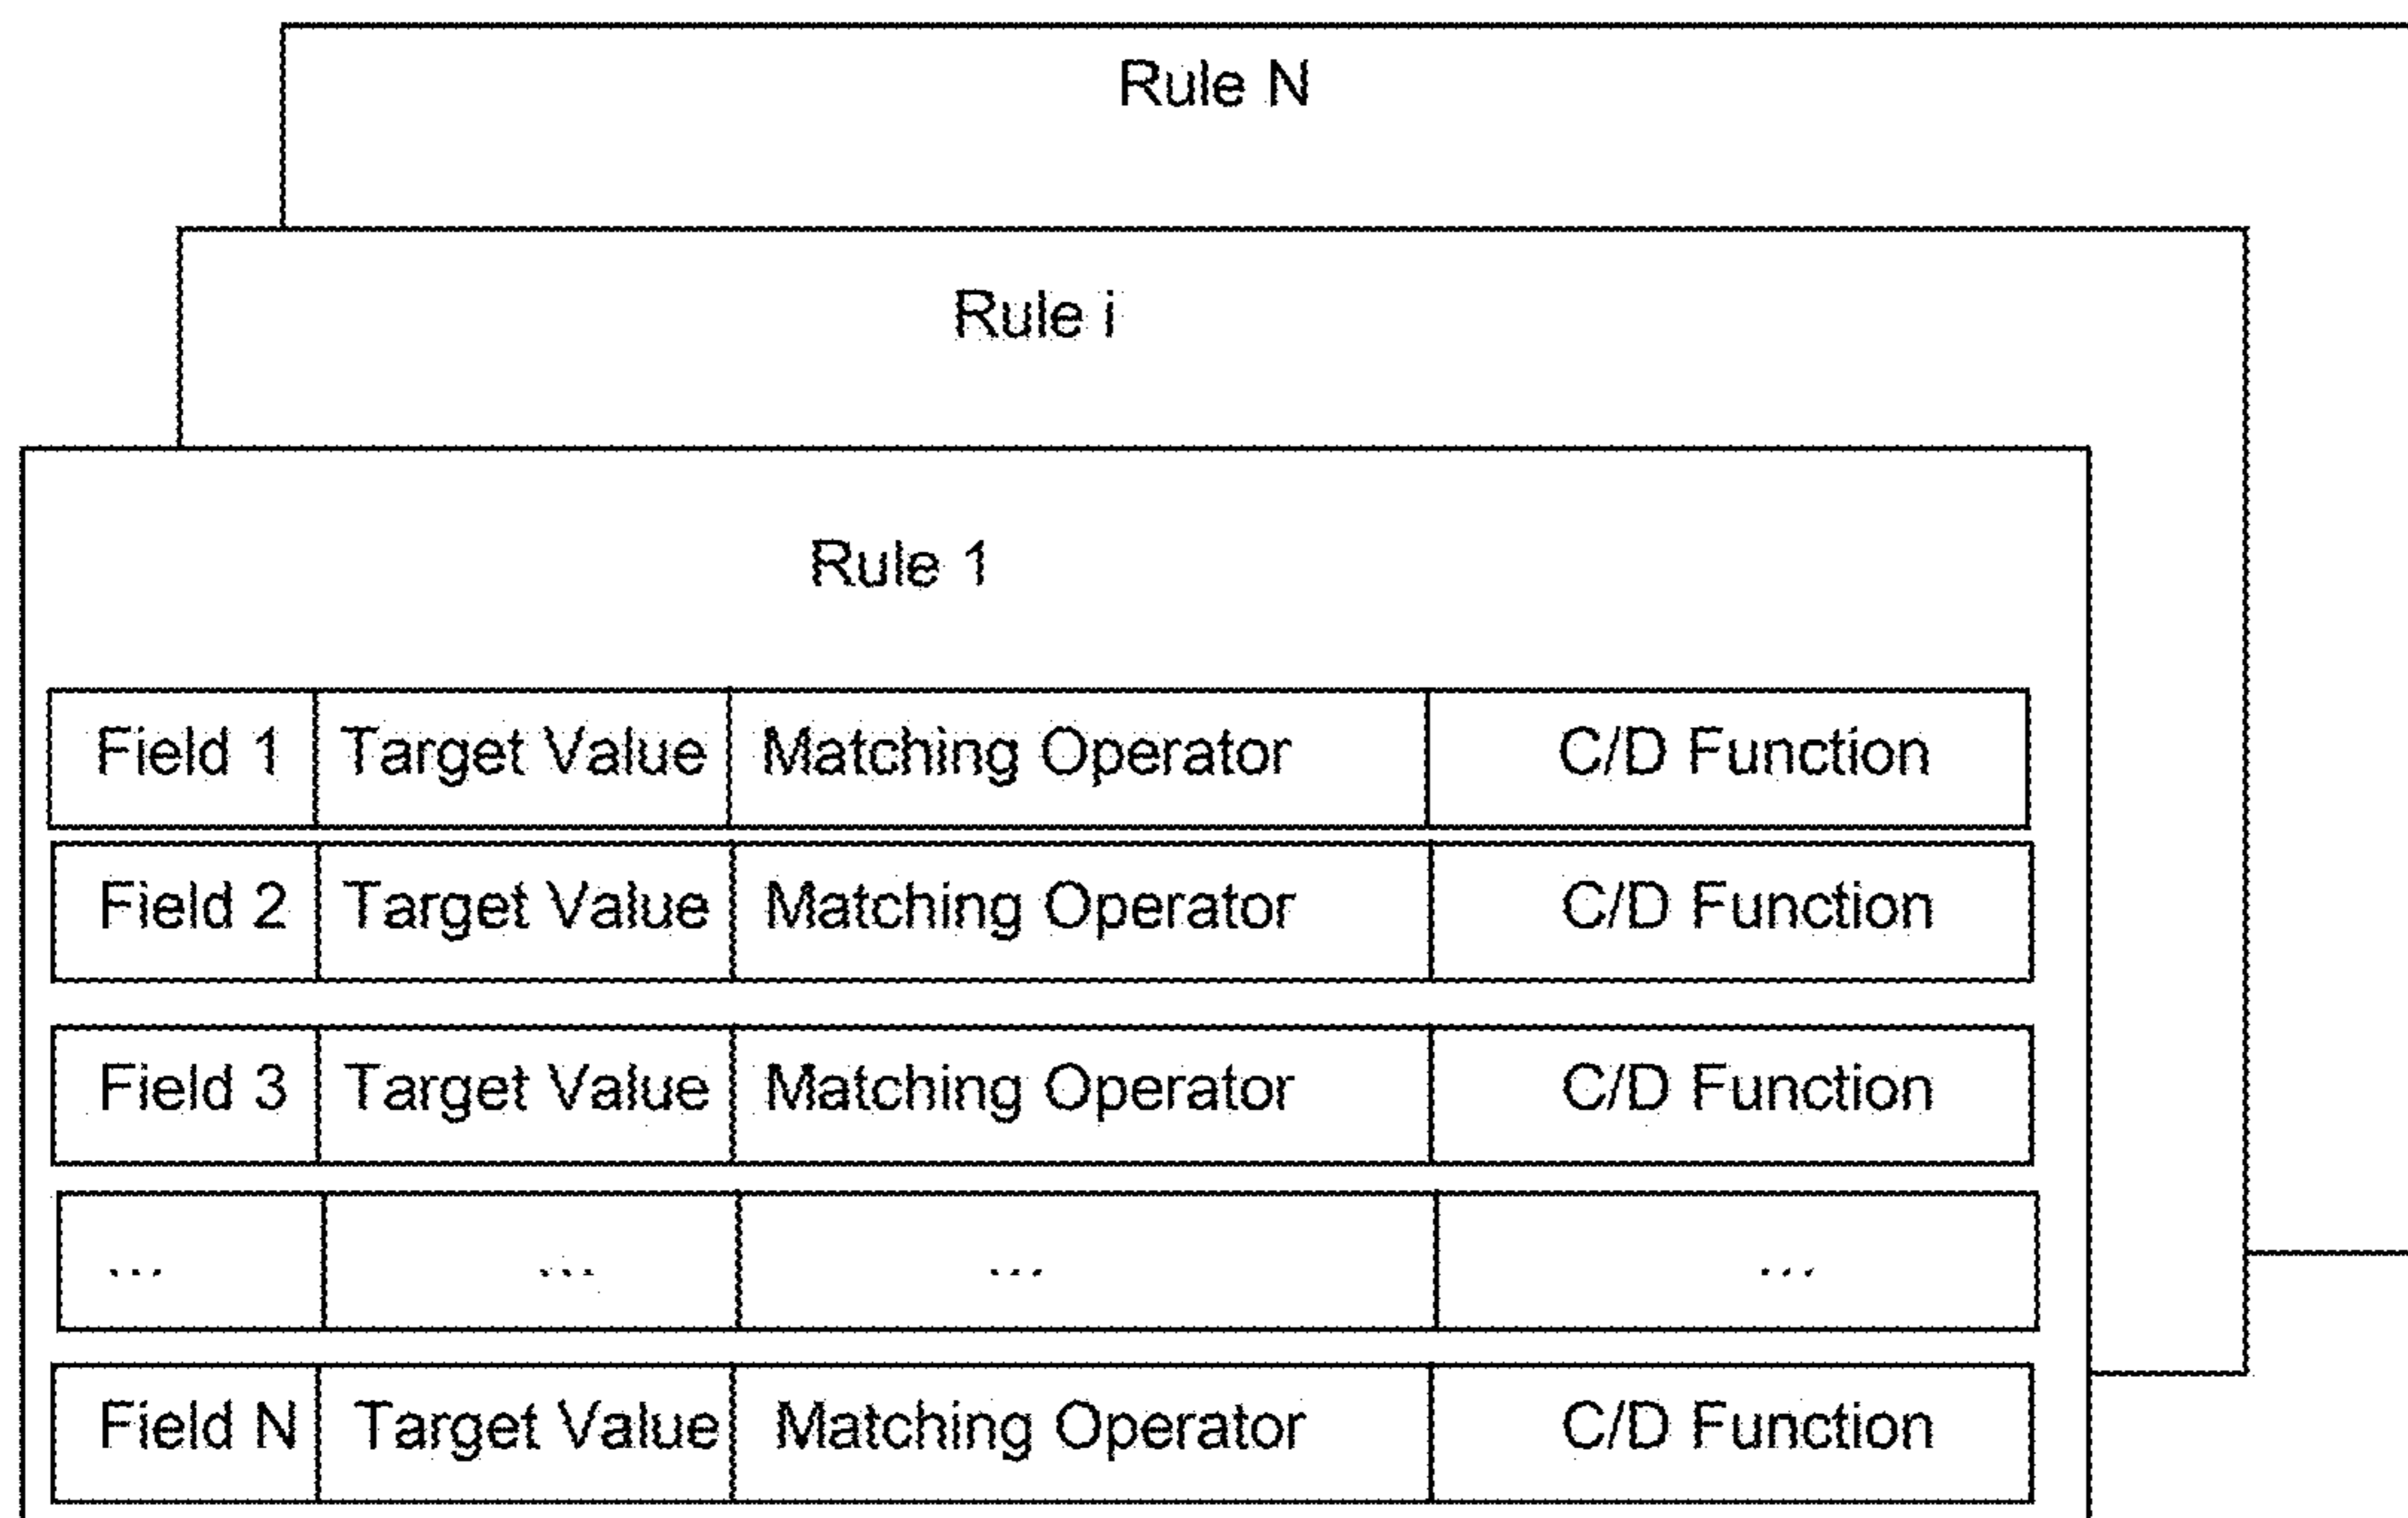 Rule N
Rule i
Rule 1
Field 1 Target Value Matching Operator C/D Function
Field 2 Target Value Matching Operator C/D Function
Field 3 Target Value Matching Operator C/D Function
... ... ... ...
Field N Target Value Matching Operator C/D Function